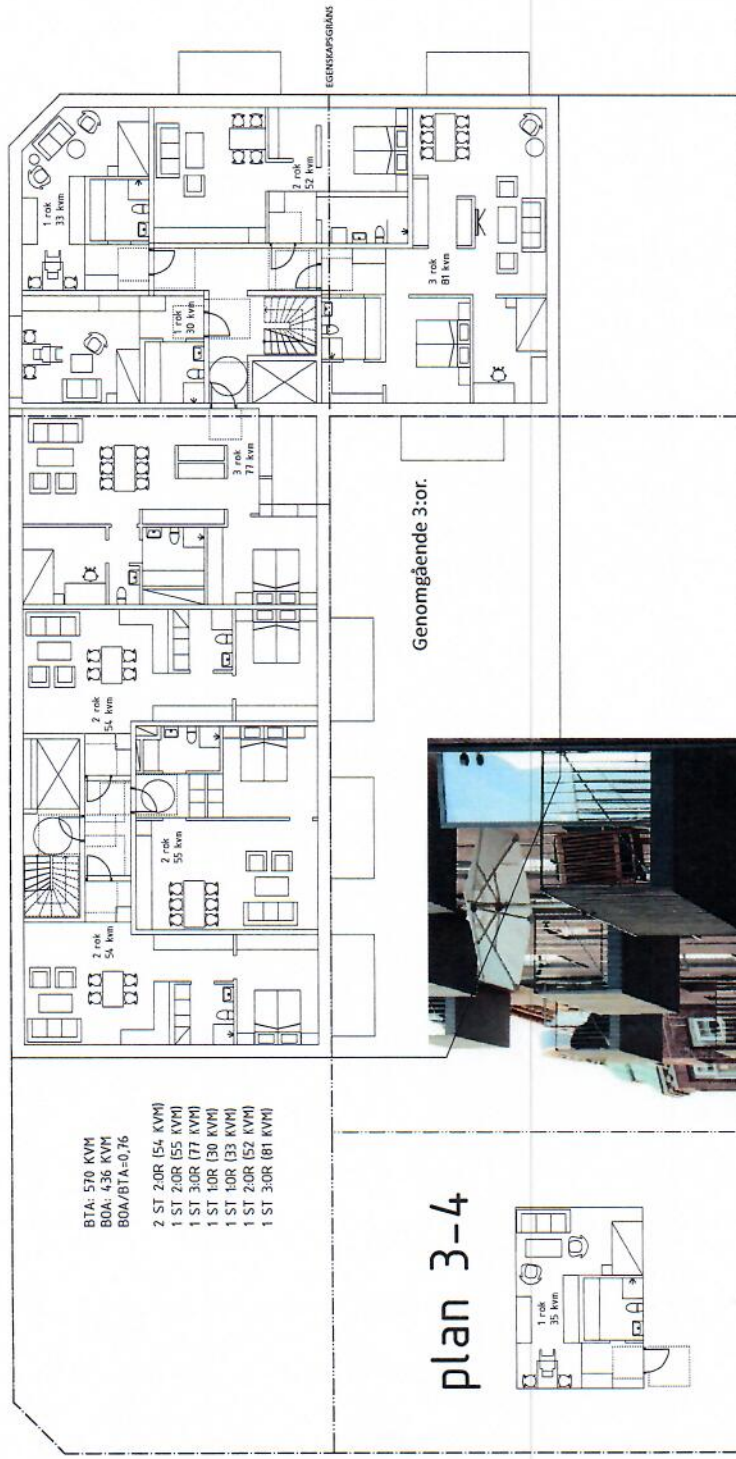 BTA: 570 KVM
BOA: 436 KVM
BOA/BTA=0,76
2 ST 2:OR (54 KVM)
1 ST 2:OR (55 KVM)
1 ST 3:OR (77 KVM)
1 ST 1:OR (30 KVM)
1 ST 1:OR (33 KVM)
1 ST 2:OR (52 KVM)
1 ST 3:OR (81 KVM)
2 rok
54 kvm
2 rok
55 kvm
2 rok
54 kvm
3 rok
77 kvm
1 rok
30 kvm
1 rok
33 kvm
2 rok
52 kvm
3 rok
81 kvm
EGENSKAPSGRÄNS
Genomgående 3:or.
plan 3-4
1 rok
35 kvm